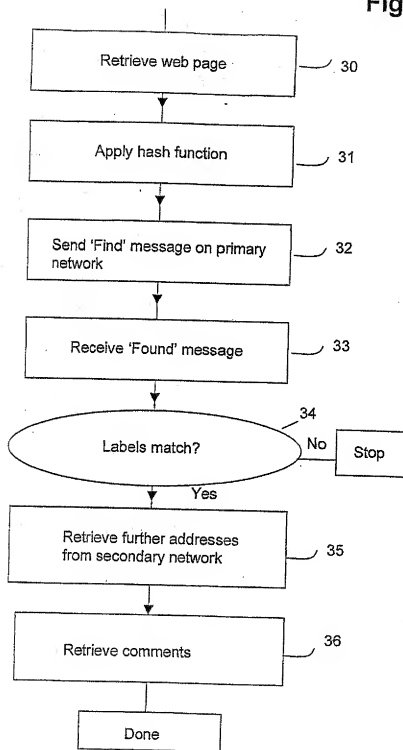 Fig
Retrieve web page
30
Apply hash function
31
Send 'Find' message on primary
network
32
Receive 'Found' message
33
34
Labels match?
No
Stop
Yes
Retrieve further addresses
from secondary network
35
Retrieve comments
36
Done